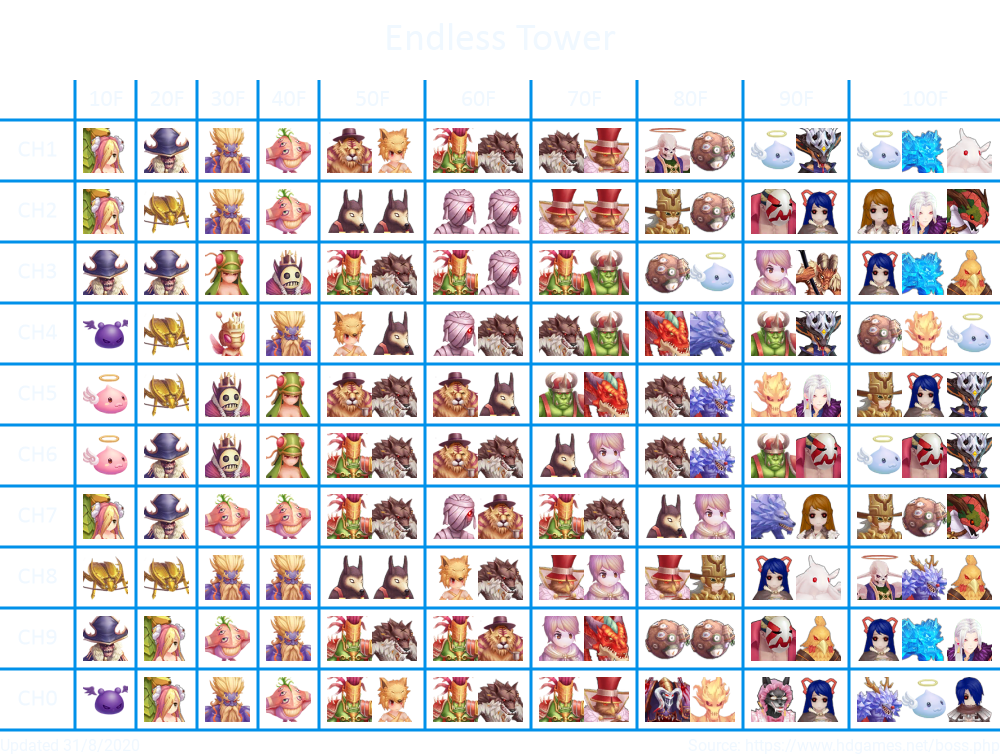 Endless Tower
10F 20F 30F 40F 50F 60F 70F 80F 90F 100F
CH1
CH2
CH3
CH4
CH5
CH6
CH7
CH8
CH9
CH0
Updated 31/8/2020 Source: https://www.hdgames.net/boss.php